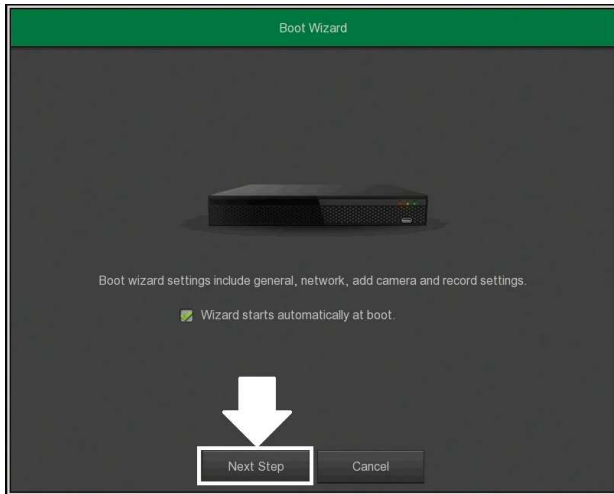 Boot Wizard
Boot wizard settings include general, network, add camera and record settings.
Wizard starts automatically at boot.
Next Step Cancel